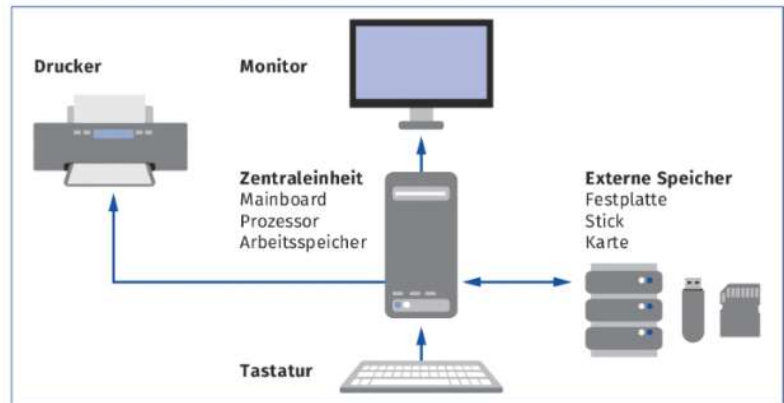 Drucker
Monitor
Zentraleinheit
Mainboard
Prozessor
Arbeitsspeicher
Externe Speicher
Festplatte
Stick
Karte
Tastatur